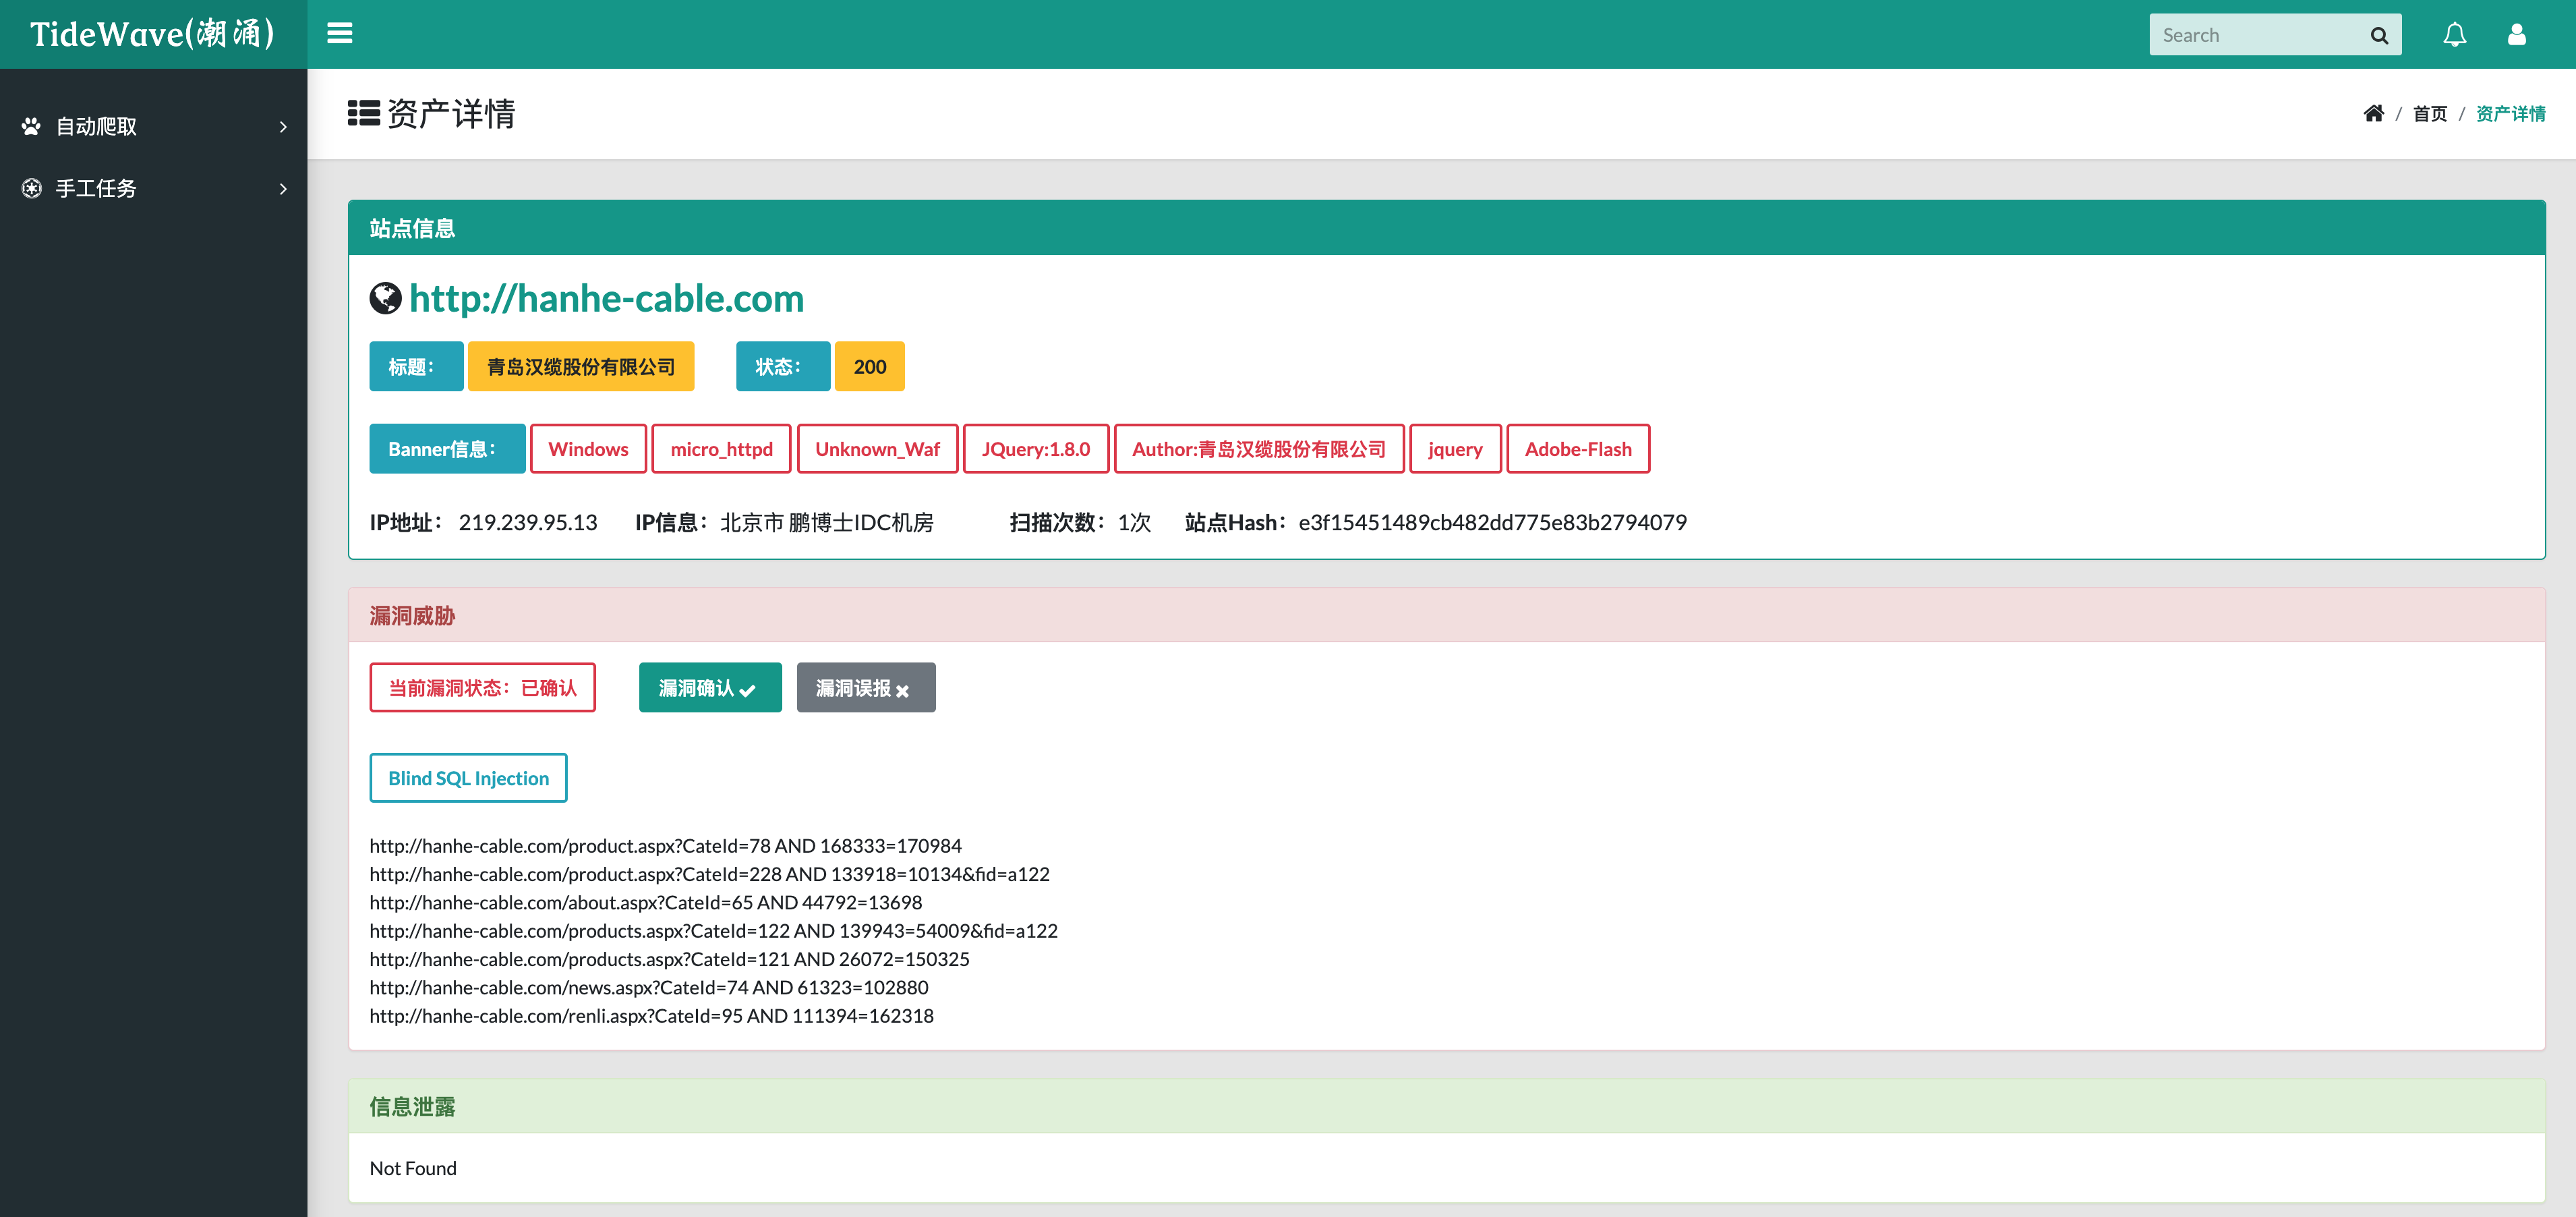 TideWave(潮涌)
Search
自动爬取
手工任务
资产详情
/ 首页 / 资产详情
站点信息
http://hanhe-cable.com
标题： 青岛汉缆股份有限公司 状态： 200
Banner信息： Windows micro_httpd Unknown_Waf JQuery:1.8.0 Author:青岛汉缆股份有限公司 jquery Adobe-Flash
IP地址： 219.239.95.13 IP信息：北京市 鹏博士IDC机房 扫描次数：1次 站点Hash：e3f15451489cb482dd775e83b2794079
漏洞威胁
当前漏洞状态：已确认 漏洞确认 漏洞误报
Blind SQL Injection
http://hanhe-cable.com/product.aspx?CateId=78 AND 168333=170984
http://hanhe-cable.com/product.aspx?CateId=228 AND 133918=10134&fid=a122
http://hanhe-cable.com/about.aspx?CateId=65 AND 44792=13698
http://hanhe-cable.com/products.aspx?CateId=122 AND 139943=54009&fid=a122
http://hanhe-cable.com/products.aspx?CateId=121 AND 26072=150325
http://hanhe-cable.com/news.aspx?CateId=74 AND 61323=102880
http://hanhe-cable.com/renli.aspx?CateId=95 AND 111394=162318
信息泄露
Not Found